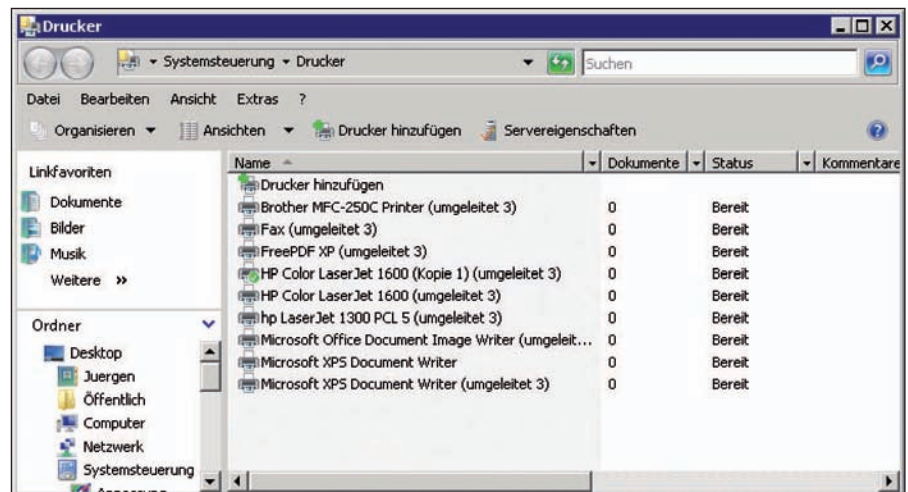 Drucker
Systemsteuerung Drucker
Suchen
Datei Bearbeiten Ansicht Extras ?
Organisieren Ansichten Drucker hinzufügen Servereigenschaften ?
Linkfavoriten
Dokumente
Bilder
Musik
Weitere »
Ordner
Desktop
Juergen
Öffentlich
Computer
Netzwerk
Systemsteuerung
Name Dokumente Status Kommentare
Drucker hinzufügen
Brother MFC-250C Printer (umgeleitet 3) 0 Bereit
Fax (umgeleitet 3) 0 Bereit
FreePDF XP (umgeleitet 3) 0 Bereit
HP Color LaserJet 1600 (Kopie 1) (umgeleitet 3) 0 Bereit
HP Color LaserJet 1600 (umgeleitet 3) 0 Bereit
hp LaserJet 1300 PCL 5 (umgeleitet 3) 0 Bereit
Microsoft Office Document Image Writer (umgeleit... 0 Bereit
Microsoft XPS Document Writer 0 Bereit
Microsoft XPS Document Writer (umgeleitet 3) 0 Bereit